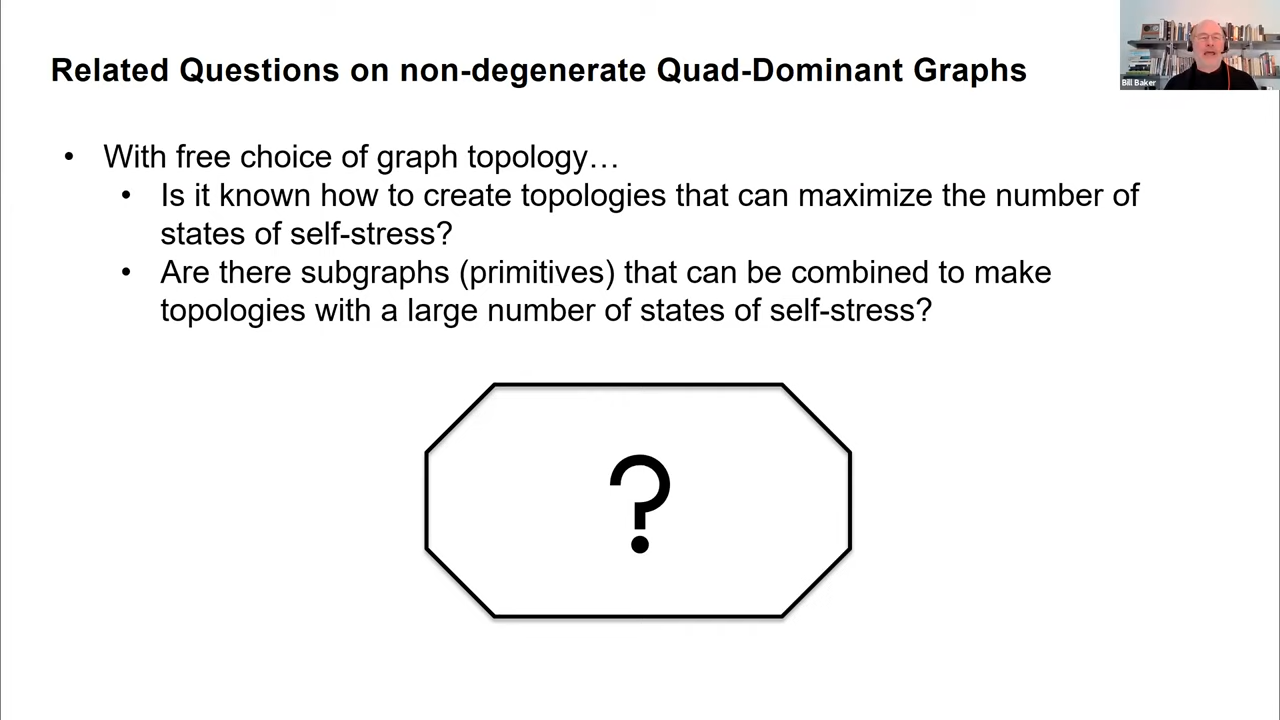 Related Questions on non-degenerate Quad-Dominant Graphs
Bill Baker
• With free choice of graph topology…
• Is it known how to create topologies that can maximize the number of
states of self-stress?
• Are there subgraphs (primitives) that can be combined to make
topologies with a large number of states of self-stress?
?